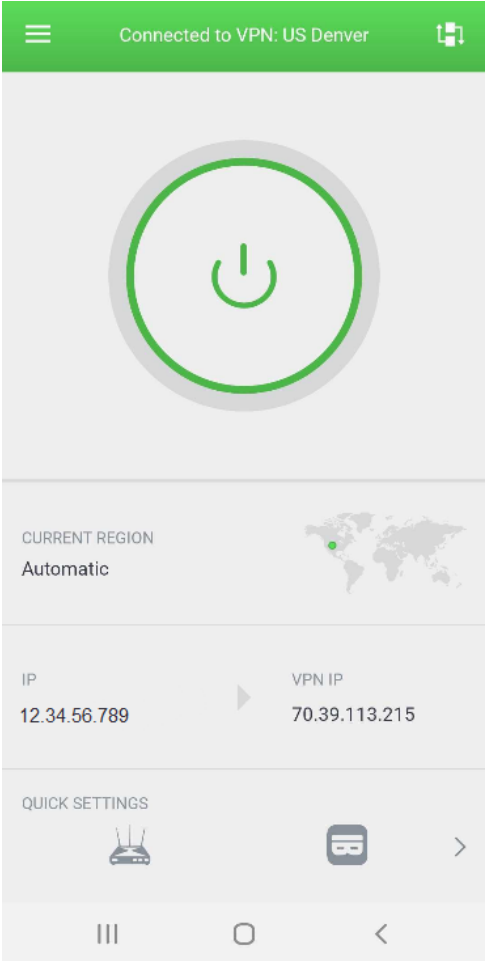 Connected to VPN: US Denver
CURRENT REGION
Automatic
IP
VPN IP
12.34.56.789
70.39.113.215
QUICK SETTINGS